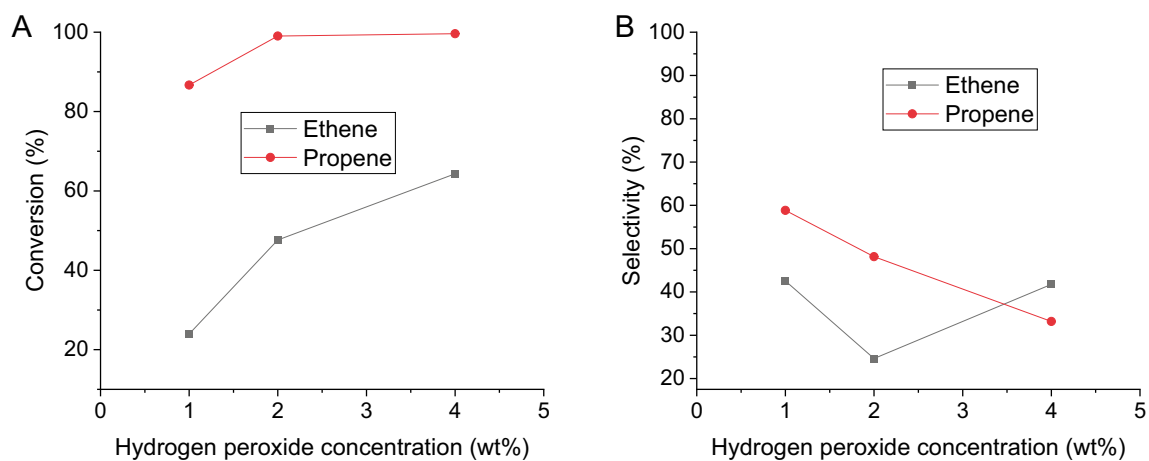 A
Conversion (%)
100
80
60
40
20
Ethene
Propene
0
1
2
3
4
5
Hydrogen peroxide concentration (wt%)
B
Selectivity (%)
100
90
80
70
60
50
40
30
20
Ethene
Propene
0
1
2
3
4
5
Hydrogen peroxide concentration (wt%)